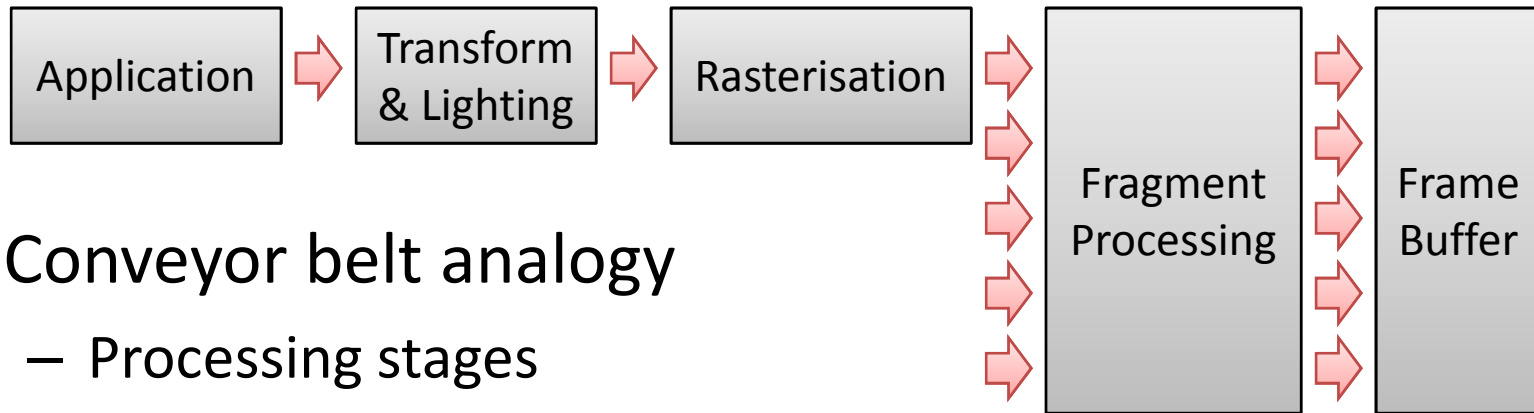 Application
Transform
& Lighting
Rasterisation
Fragment
Processing
Frame
Buffer
Conveyor belt analogy
– Processing stages